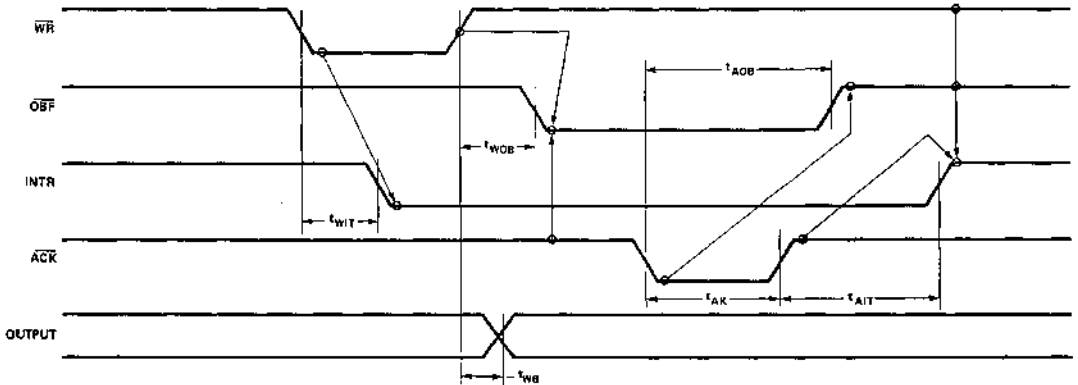 WR
tAOB
OBF
tWOB
INTR
tWIT
ACK
tAK
tAIT
OUTPUT
tWB